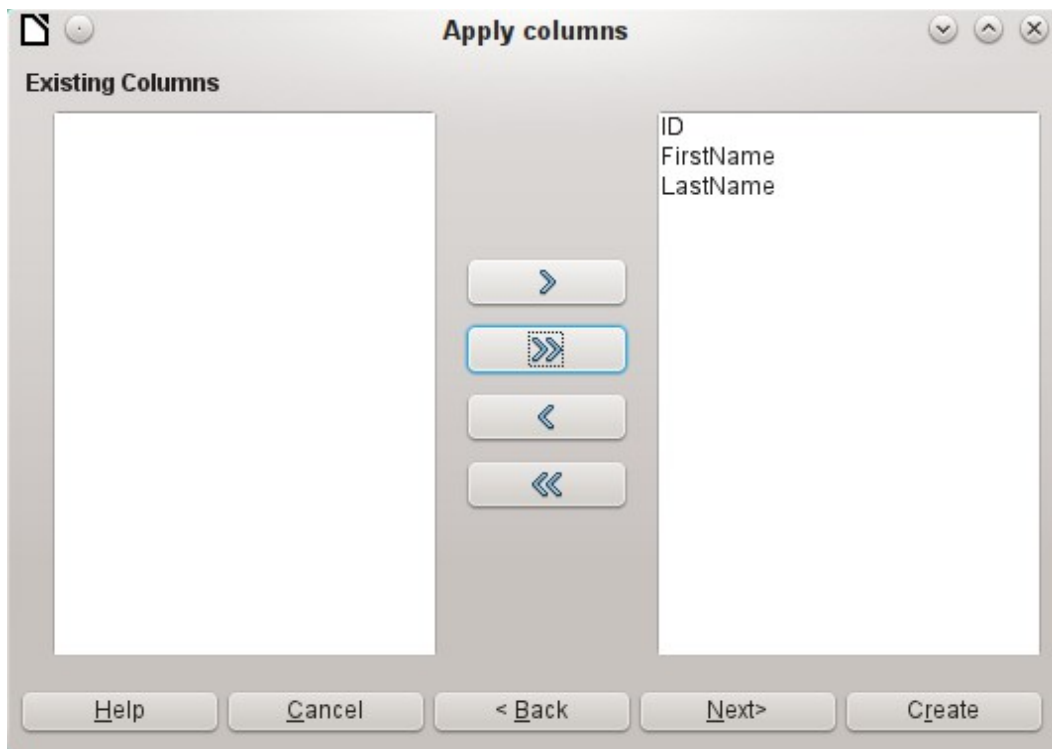 Apply columns
Existing Columns
ID
FirstName
LastName
Help
Cancel
< Back
Next>
Create